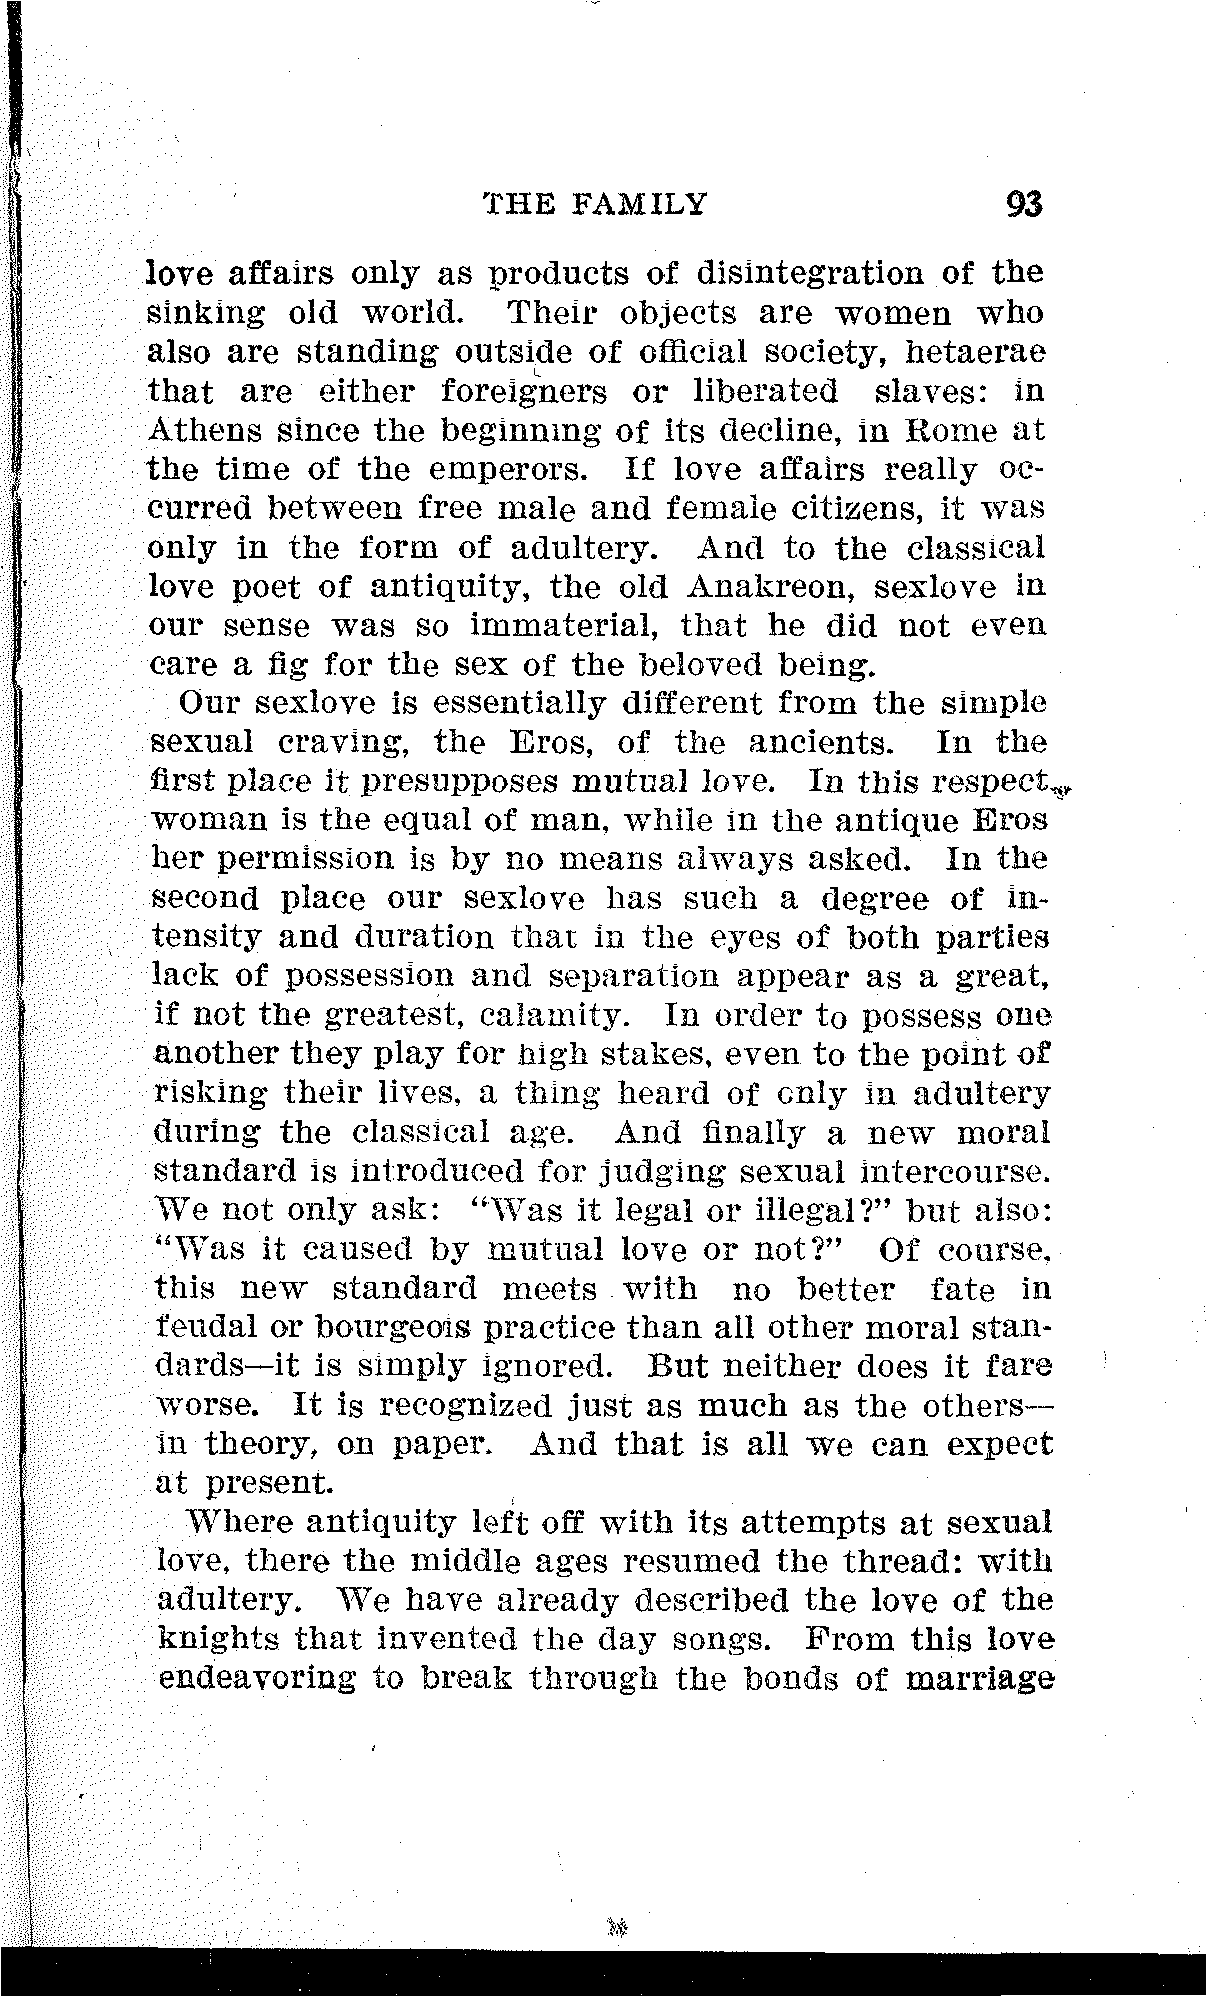 THE FAMILY 93
love affairs only as products of disintegration of the
sinking old world. Their objects are women who
also are standing outside of official society, hetaerae
that are either foreigners or liberated slaves: in
Athens since the beginning of its decline, in Rome at
the time of the emperors. If love affairs really oc-
curred between free male and female citizens, it was
only in the form of adultery. And to the classical
love poet of antiquity, the old Anakreon, sexlove in
our sense was so immaterial, that he did not even
care a fig for the sex of the beloved being.
Our sexlove is essentially different from the simple
sexual craving, the Eros, of the ancients. In the
first place it presupposes mutual love. In this respect
woman is the equal of man, while in the antique Eros
her permission is by no means always asked. In the
second place our sexlove has such a degree of in-
tensity and duration that in the eyes of both parties
lack of possession and separation appear as a great,
if not the greatest, calamity. In order to possess one
another they play for high stakes, even to the point of
risking their lives, a thing heard of only in adultery
during the classical age. And finally a new moral
standard is introduced for judging sexual intercourse.
We not only ask: “Was it legal or illegal?” but also:
“Was it caused by mutual love or not?” Of course,
this new standard meets with no better fate in
feudal or bourgeois practice than all other moral stan-
dards—it is simply ignored. But neither does it fare
worse. It is recognized just as much as the others—
in theory, on paper. And that is all we can expect
at present.
Where antiquity left off with its attempts at sexual
love, there the middle ages resumed the thread: with
adultery. We have already described the love of the
knights that invented the day songs. From this love
endeavoring to break through the bonds of marriage